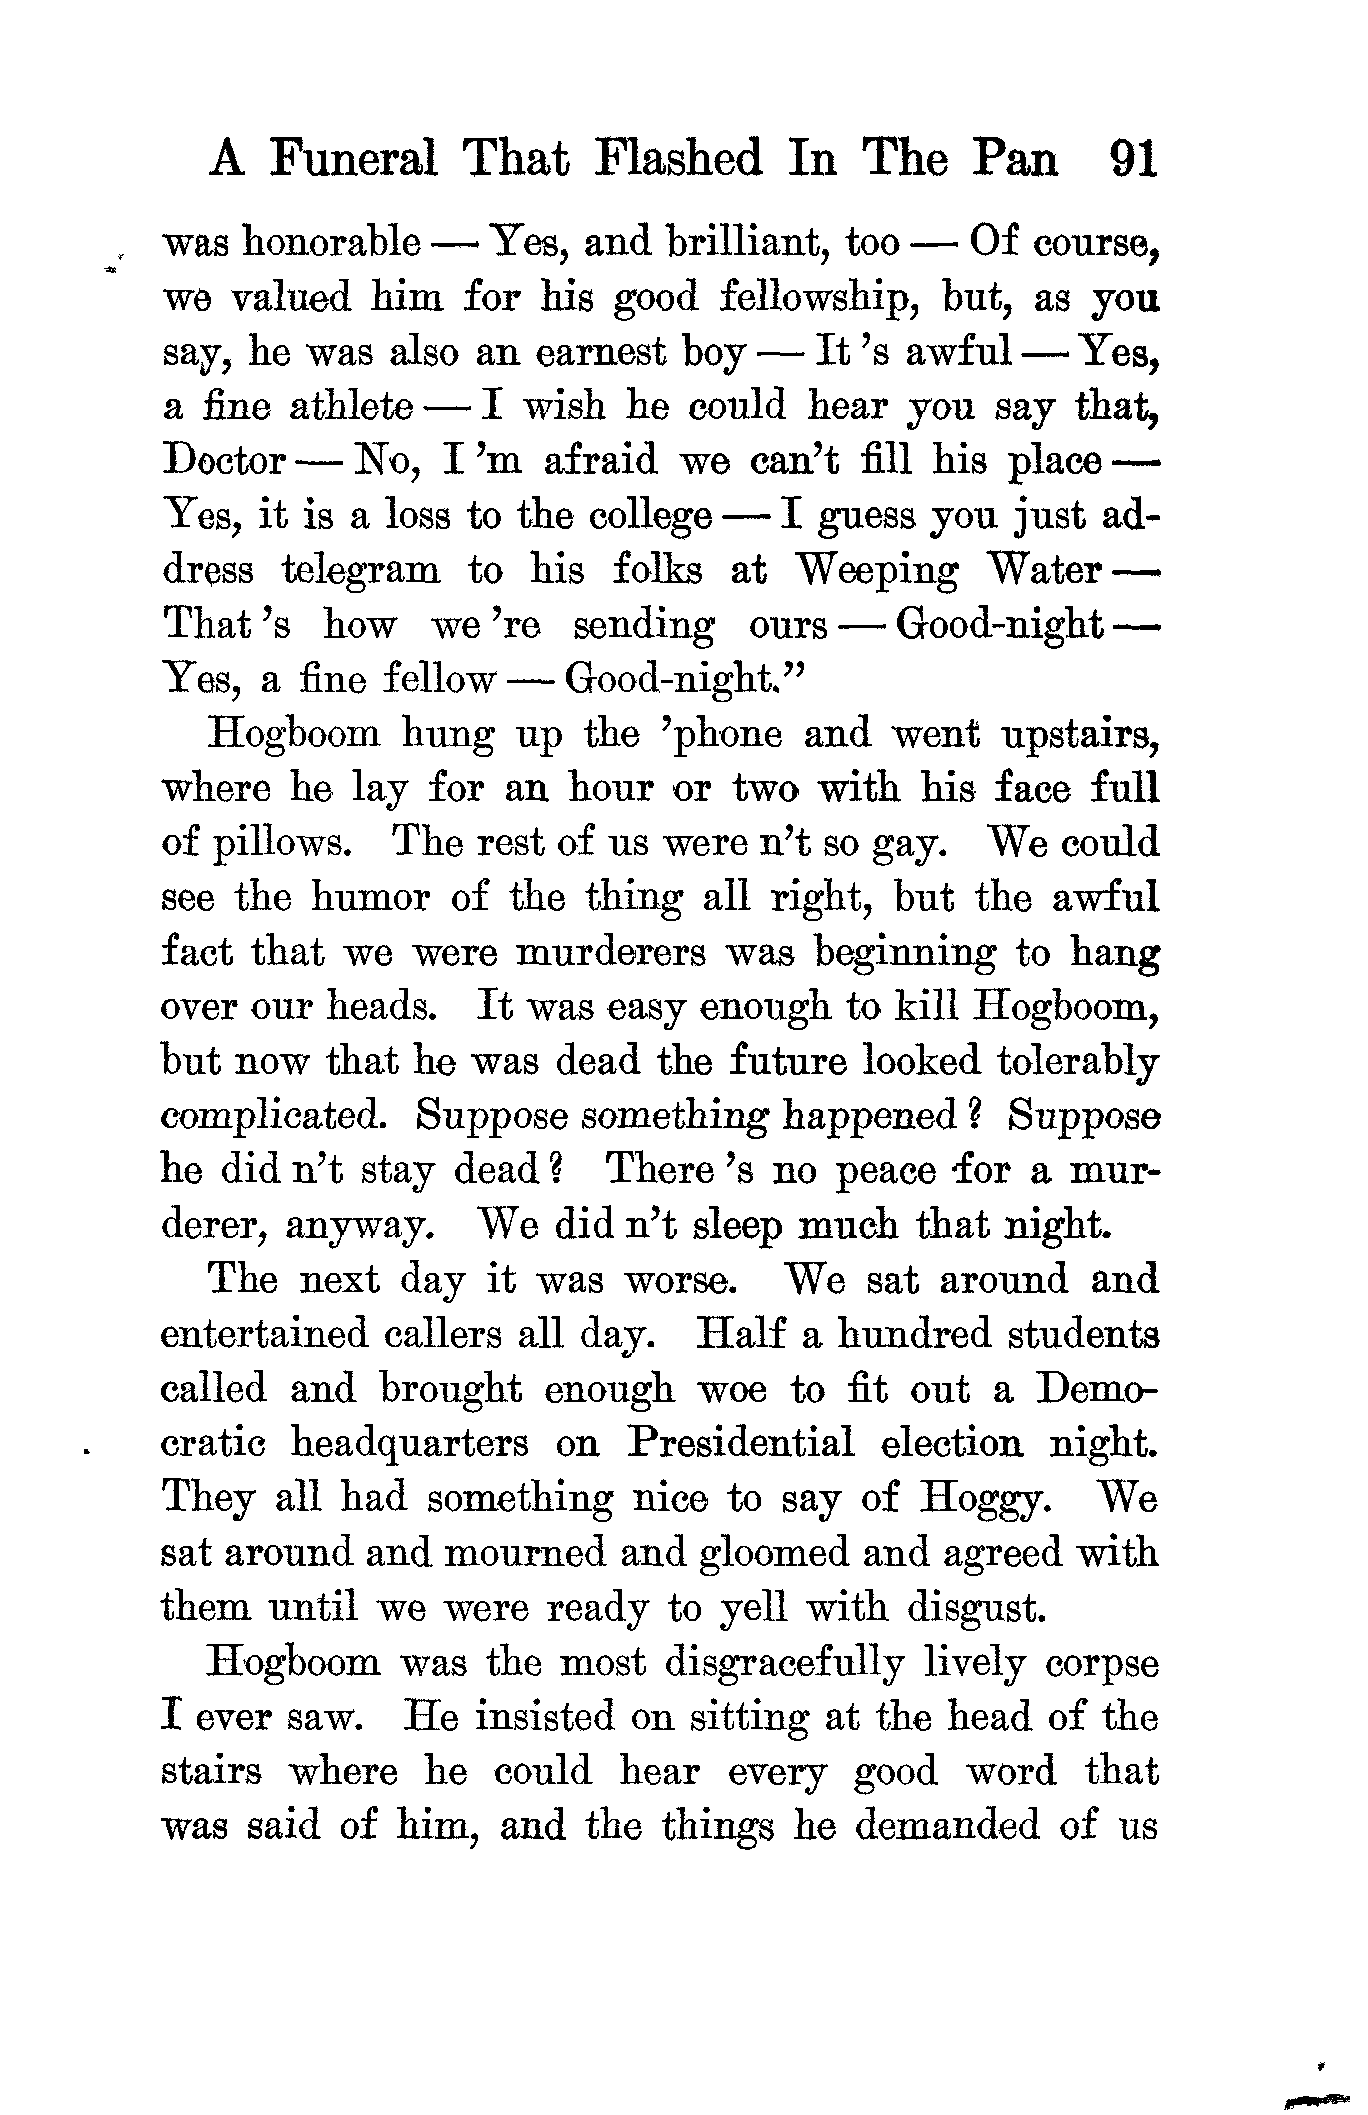 A Funeral That Flashed In The Pan 91
was honorable — Yes, and brilliant, too — Of course,
we valued him for his good fellowship, but, as you
say, he was also an earnest boy — It 's awful — Yes,
a fine athlete — I wish he could hear you say that,
Doctor — No, I 'm afraid we can't fill his place —
Yes, it is a loss to the college — I guess you just ad-
dress telegram to his folks at Weeping Water —
That 's how we 're sending ours — Good-night —
Yes, a fine fellow — Good-night."
Hogboom hung up the 'phone and went upstairs,
where he lay for an hour or two with his face full
of pillows. The rest of us were n't so gay. We could
see the humor of the thing all right, but the awful
fact that we were murderers was beginning to hang
over our heads. It was easy enough to kill Hogboom,
but now that he was dead the future looked tolerably
complicated. Suppose something happened? Suppose
he did n't stay dead? There 's no peace for a mur-
derer, anyway. We did n't sleep much that night.
The next day it was worse. We sat around and
entertained callers all day. Half a hundred students
called and brought enough woe to fit out a Demo-
cratic headquarters on Presidential election night.
They all had something nice to say of Hoggy. We
sat around and mourned and gloomed and agreed with
them until we were ready to yell with disgust.
Hogboom was the most disgracefully lively corpse
I ever saw. He insisted on sitting at the head of the
stairs where he could hear every good word that
was said of him, and the things he demanded of us